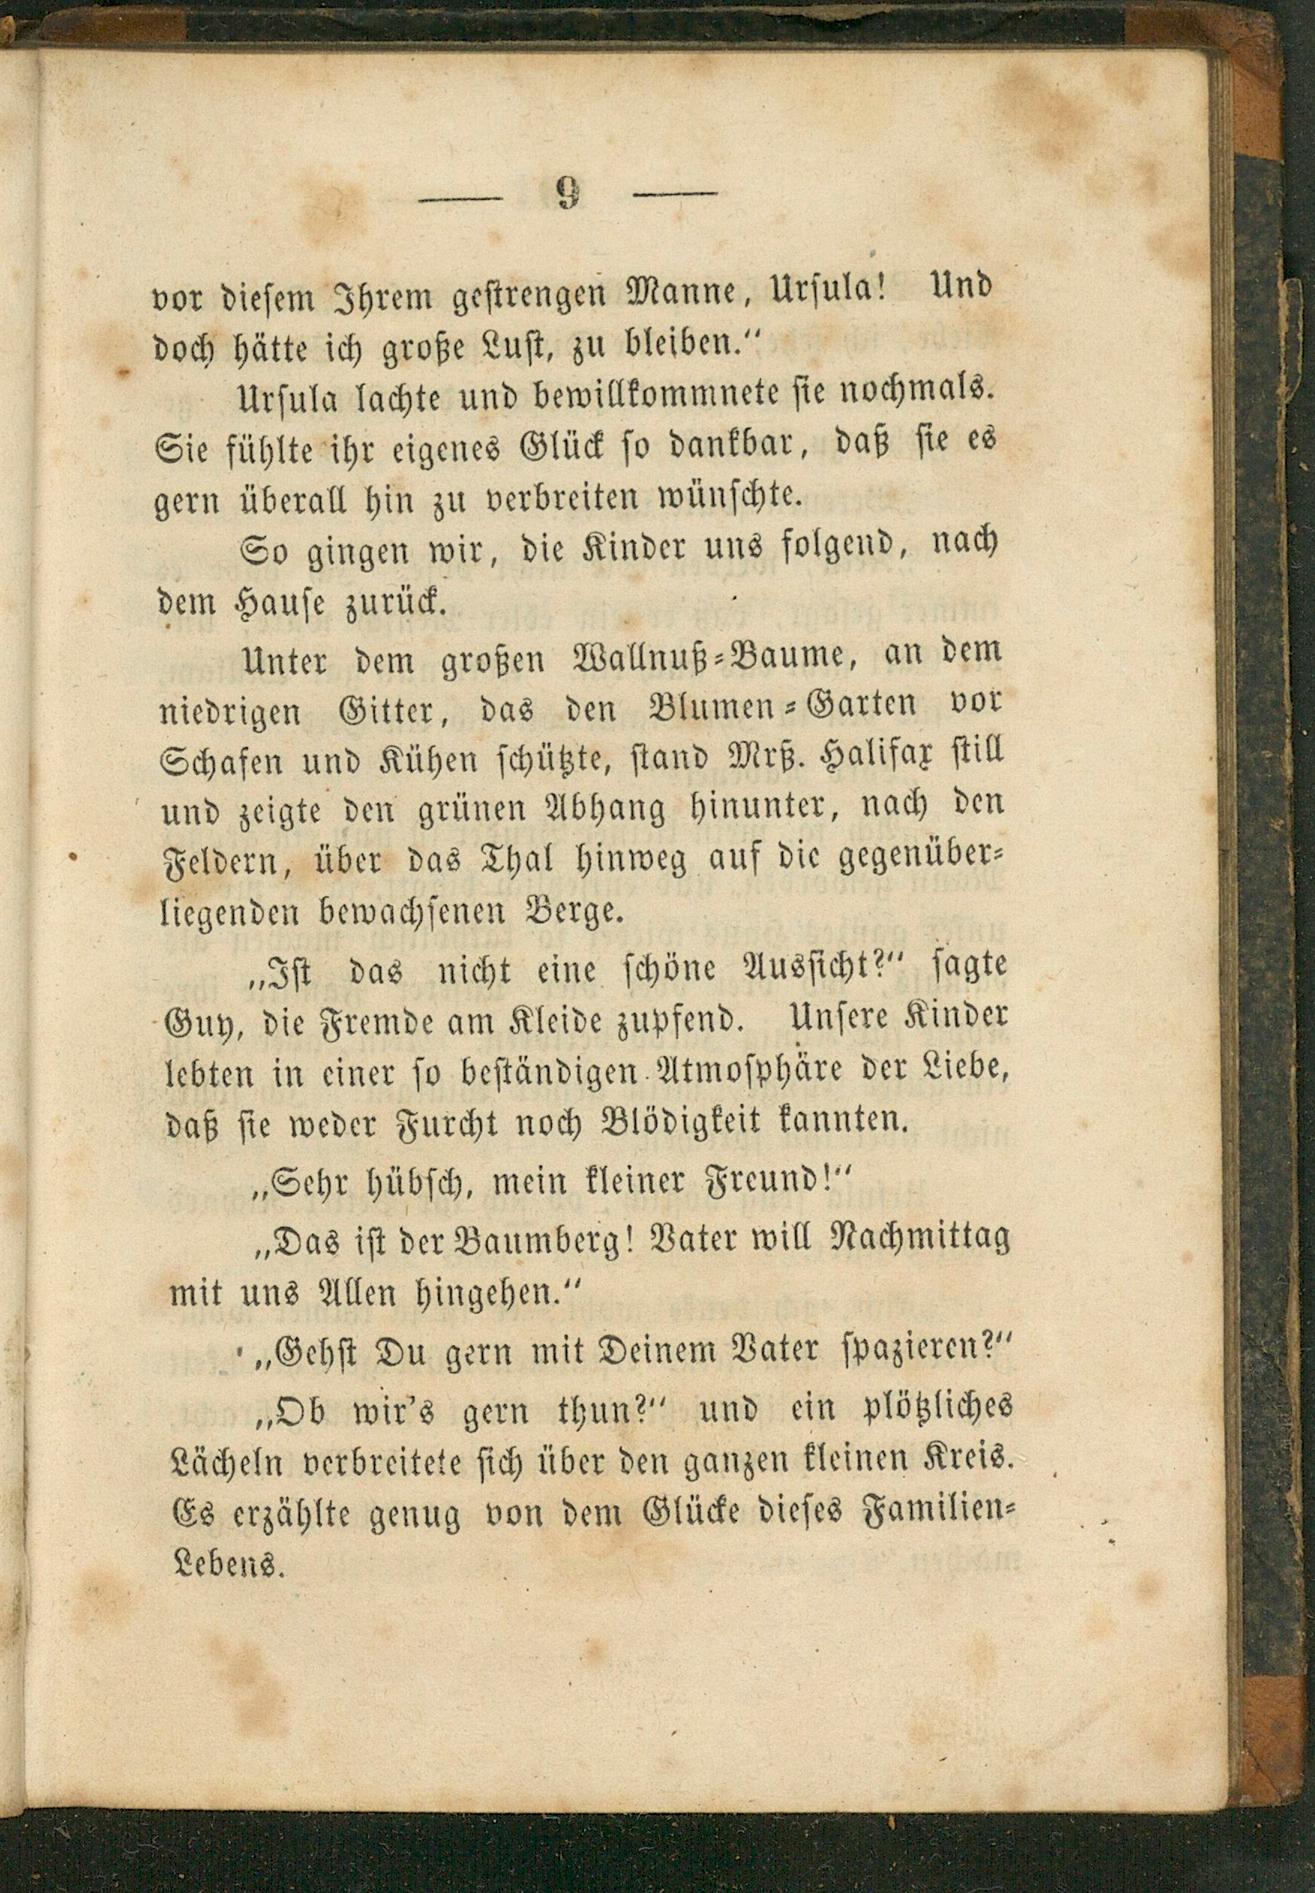 — 9 —
vor diesem Ihrem gestrengen Manne, Ursula! Und
doch hätte ich große Lust, zu bleiben.“
Ursula lachte und bewillkommnete sie nochmals.
Sie fühlte ihr eigenes Glück so dankbar, daß sie es
gern überall hin zu verbreiten wünschte.
So gingen wir, die Kinder uns folgend, nach
dem Hause zurück.
Unter dem großen Wallnuß-Baume, an dem
niedrigen Gitter, das den Blumen-Garten vor
Schafen und Kühen schützte, stand Mrß. Halifax still
und zeigte den grünen Abhang hinunter, nach den
Feldern, über das Thal hinweg auf die gegenüber-
liegenden bewachsenen Berge.
„Ist das nicht eine schöne Aussicht?“ sagte
Guy, die Fremde am Kleide zupfend. Unsere Kinder
lebten in einer so beständigen Atmosphäre der Liebe,
daß sie weder Furcht noch Blödigkeit kannten.
„Sehr hübsch, mein kleiner Freund!“
„Das ist der Baumberg! Vater will Nachmittag
mit uns Allen hingehen.“
„Gehst Du gern mit Deinem Vater spazieren?“
„Ob wir's gern thun?“ und ein plötzliches
Lächeln verbreitete sich über den ganzen kleinen Kreis.
Es erzählte genug von dem Glücke dieses Familien-
Lebens.